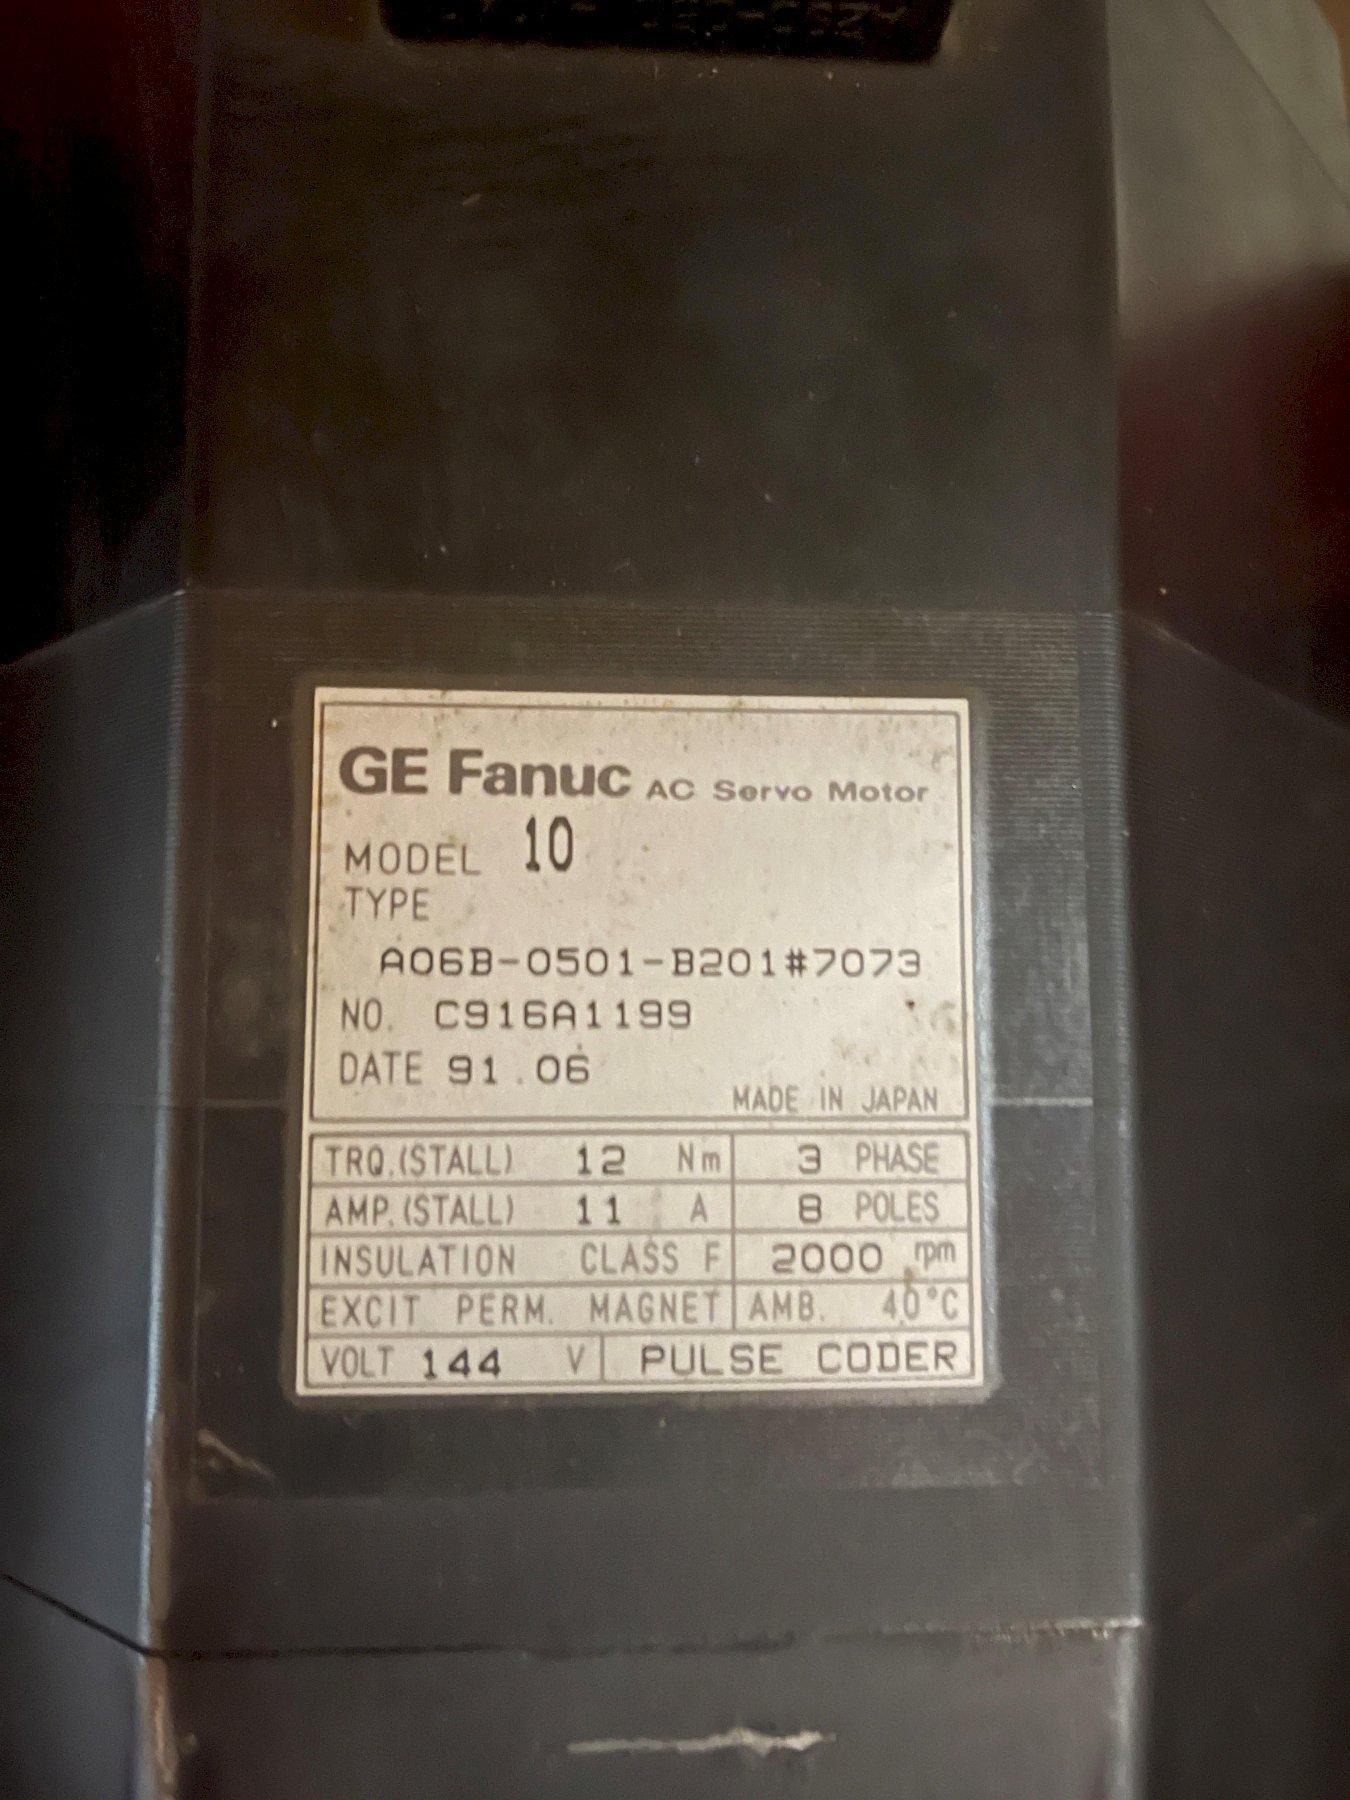 GE Fanuc AC Servo Motor
MODEL 10
TYPE
A06B-0501-B201#7073
NO. C916A1199
DATE 91.06
MADE IN JAPAN
TRQ.(STALL) 12 Nm 3 PHASE
AMP.(STALL) 11 A 8 POLES
INSULATION CLASS F 2000 rpm
EXCIT PERM. MAGNET AMB. 40°C
VOLT 144 V PULSE CODER